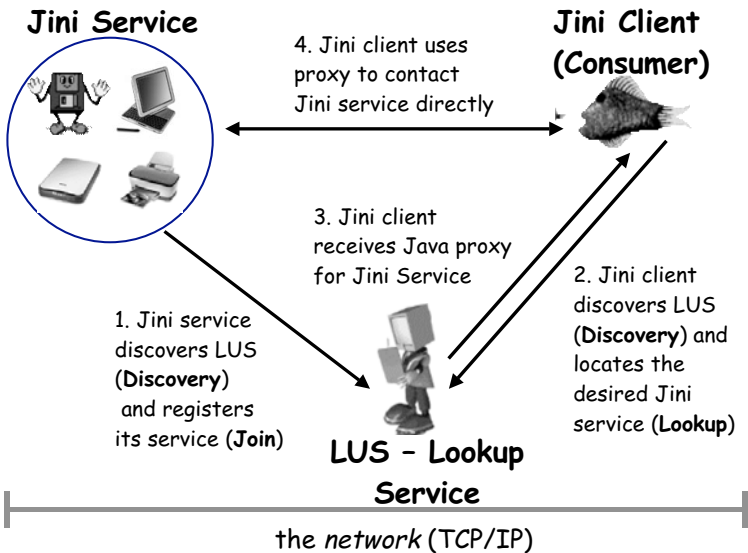 Jini Service
4. Jini client uses
proxy to contact
Jini service directly
Jini Client
(Consumer)
3. Jini client
receives Java proxy
for Jini Service
1. Jini service
discovers LUS
(Discovery)
and registers
its service (Join)
2. Jini client
discovers LUS
(Discovery) and
locates the
desired Jini
service (Lookup)
LUS – Lookup
Service
the network (TCP/IP)